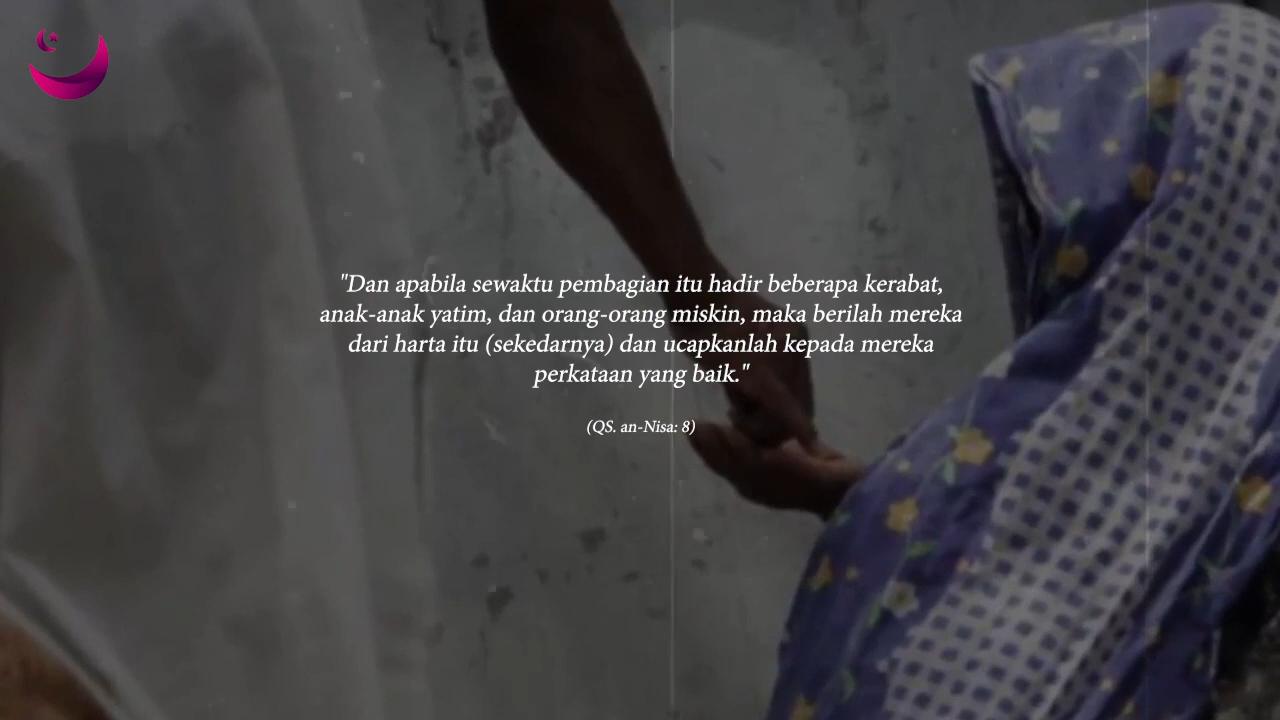 "Dan apabila sewaktu pembagian itu hadir beberapa kerabat,
anak-anak yatim, dan orang-orang miskin, maka berilah mereka
dari harta itu (sekedarnya) dan ucapkanlah kepada mereka
perkataan yang baik."
(QS. an-Nisa: 8)